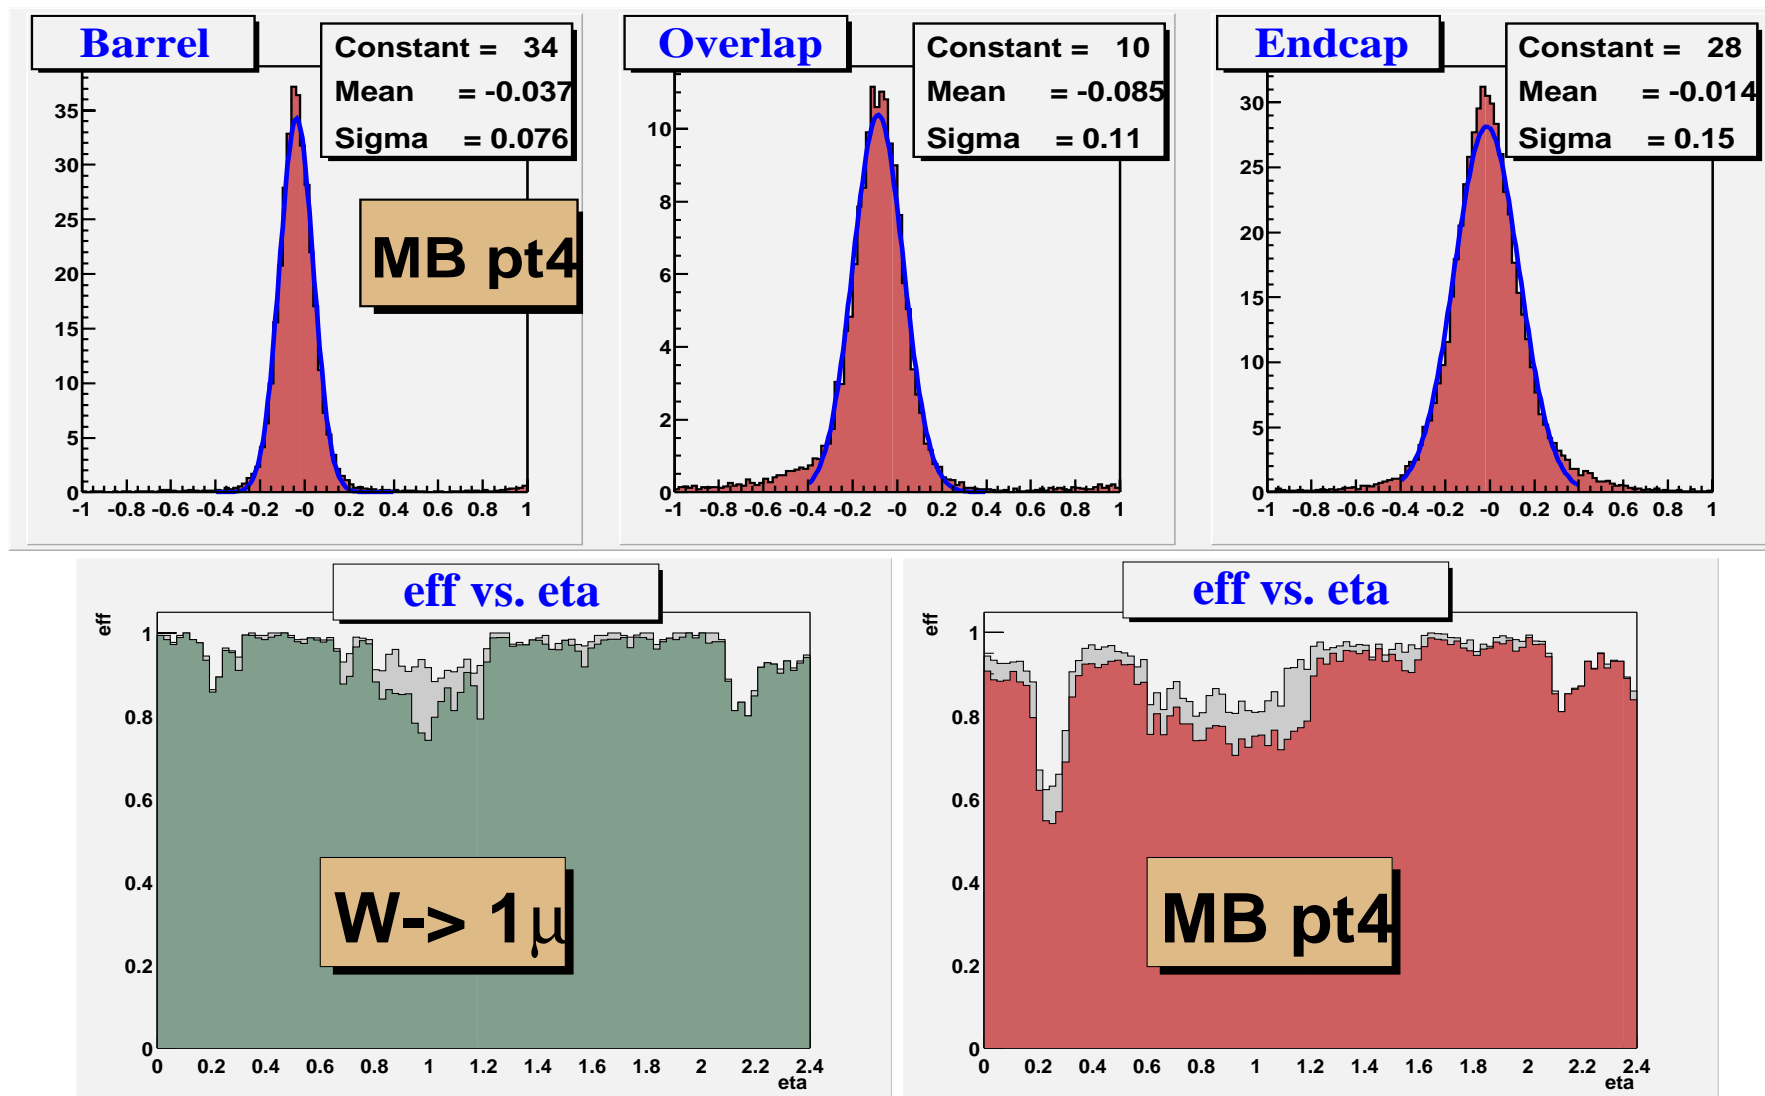 Barrel
Constant = 34
Mean = -0.037
Sigma = 0.076
MB pt4
35
30
25
20
15
10
5
0
-1 -0.8 -0.6 -0.4 -0.2 -0 0.2 0.4 0.6 0.8 1
Overlap
Constant = 10
Mean = -0.085
Sigma = 0.11
10
8
6
4
2
0
-1 -0.8 -0.6 -0.4 -0.2 -0 0.2 0.4 0.6 0.8 1
Endcap
Constant = 28
Mean = -0.014
Sigma = 0.15
30
25
20
15
10
5
0
-1 -0.8 -0.6 -0.4 -0.2 -0 0.2 0.4 0.6 0.8 1
eff vs. eta
eff
1
0.8
0.6
0.4
0.2
0
W-> 1μ
0 0.2 0.4 0.6 0.8 1 1.2 1.4 1.6 1.8 2 2.2 2.4
eta
eff vs. eta
eff
1
0.8
0.6
0.4
0.2
0
MB pt4
0 0.2 0.4 0.6 0.8 1 1.2 1.4 1.6 1.8 2 2.2 2.4
eta